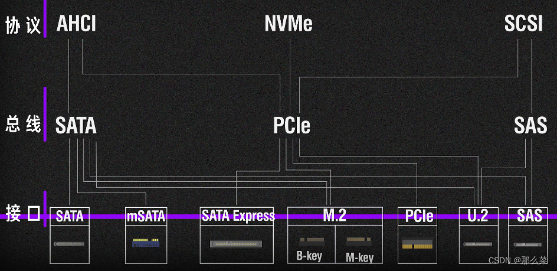 协议 AHCI NVMe SCSI
总线 SATA PCIe SAS
接口 SATA mSATA SATA Express M.2 PCIe U.2 SAS
B-key M-key
CSDN @那么菜